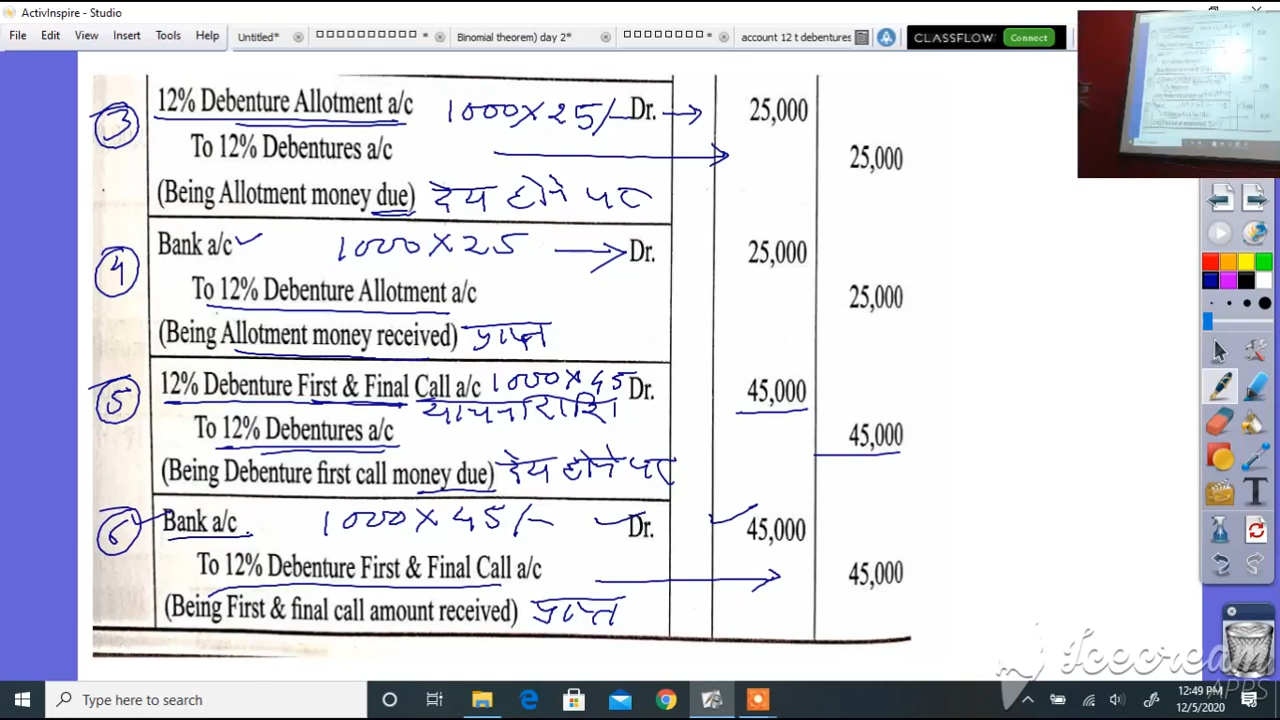 ActivInspire - Studio
File Edit View Insert Tools Help
Untitled* Binomial theorem) day 2* account 12 t debentures CLASSFLOW Connect
③ 12% Debenture Allotment a/c 1000×25/- Dr. 25,000
To 12% Debentures a/c 25,000
(Being Allotment money due) देय होने पर
④ Bank a/c 1000×25 Dr. 25,000
To 12% Debenture Allotment a/c 25,000
(Being Allotment money received) प्राप्त
⑤ 12% Debenture First & Final Call a/c 1000×45 Dr. 45,000
याचना राशि
To 12% Debentures a/c 45,000
(Being Debenture first call money due) देय होने पर
⑥ Bank a/c 1000×45/- Dr. 45,000
To 12% Debenture First & Final Call a/c 45,000
(Being First & final call amount received) प्राप्त
Icecream
APPS
Type here to search
12:49 PM
12/5/2020